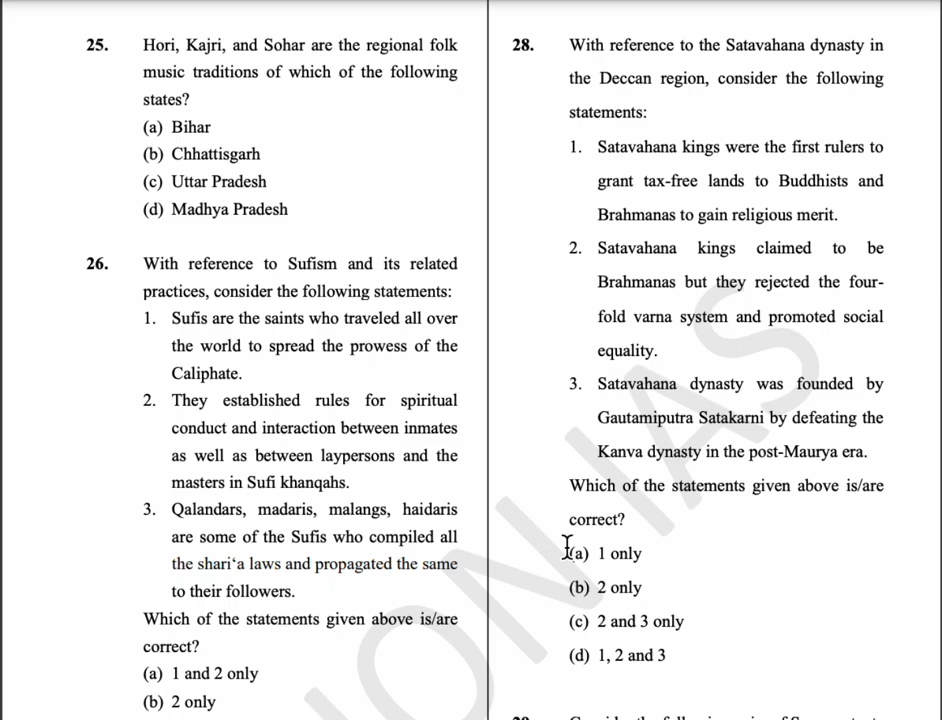 25. Hori, Kajri, and Sohar are the regional folk
music traditions of which of the following
states?
(a) Bihar
(b) Chhattisgarh
(c) Uttar Pradesh
(d) Madhya Pradesh
26. With reference to Sufism and its related
practices, consider the following statements:
1. Sufis are the saints who traveled all over
the world to spread the prowess of the
Caliphate.
2. They established rules for spiritual
conduct and interaction between inmates
as well as between laypersons and the
masters in Sufi khanqahs.
3. Qalandars, madaris, malangs, haidaris
are some of the Sufis who compiled all
the shari‘a laws and propagated the same
to their followers.
Which of the statements given above is/are
correct?
(a) 1 and 2 only
(b) 2 only
28. With reference to the Satavahana dynasty in
the Deccan region, consider the following
statements:
1. Satavahana kings were the first rulers to
grant tax-free lands to Buddhists and
Brahmanas to gain religious merit.
2. Satavahana kings claimed to be
Brahmanas but they rejected the four-
fold varna system and promoted social
equality.
3. Satavahana dynasty was founded by
Gautamiputra Satakarni by defeating the
Kanva dynasty in the post-Maurya era.
Which of the statements given above is/are
correct?
(a) 1 only
(b) 2 only
(c) 2 and 3 only
(d) 1, 2 and 3
ON IAS